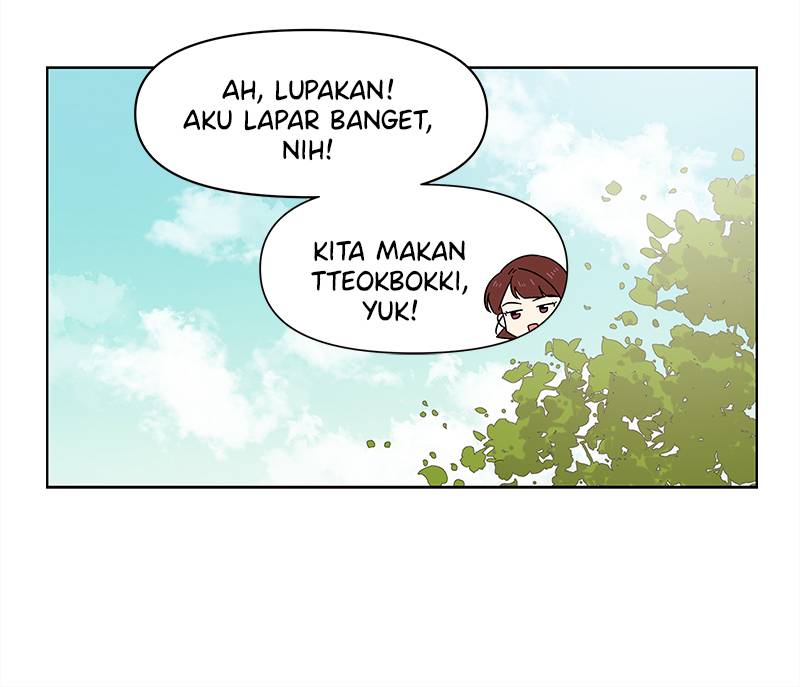 AH, LUPAKAN!
AKU LAPAR BANGET,
NIH!
KITA MAKAN
TTEOKBOKKI,
YUK!